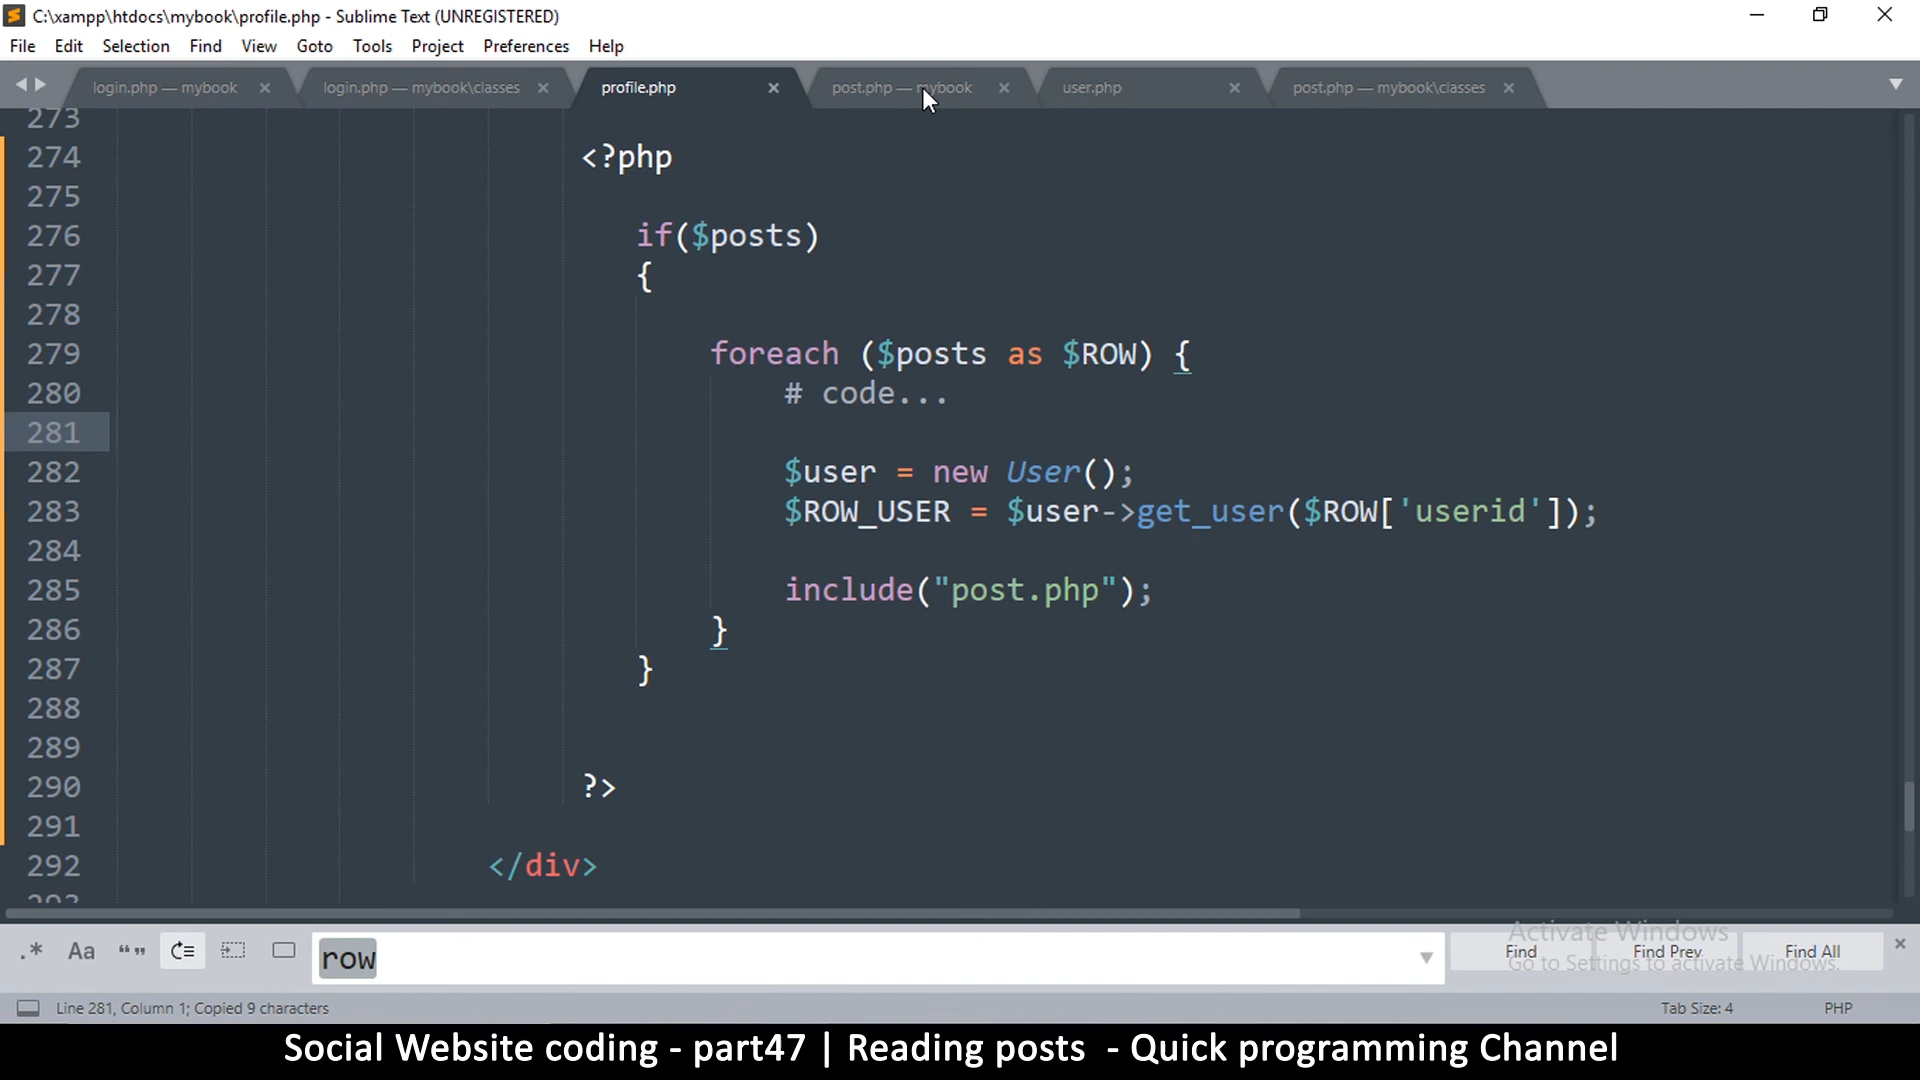 C:\xampp\htdocs\mybook\profile.php - Sublime Text (UNREGISTERED)
File Edit Selection Find View Goto Tools Project Preferences Help
login.php — mybook login.php — mybook\classes profile.php post.php — mybook user.php post.php — mybook\classes
273
274 <?php
275
276 if($posts)
277 {
278
279 foreach ($posts as $ROW) {
280 # code...
281
282 $user = new User();
283 $ROW_USER = $user->get_user($ROW['userid']);
284
285 include("post.php");
286 }
287 }
288
289
290 ?>
291
292 </div>
293
Activate Windows
.* Aa “” row Find Find Prev Find All
Go to Settings to activate Windows.
Line 281, Column 1; Copied 9 characters Tab Size: 4 PHP
Social Website coding - part47 | Reading posts - Quick programming Channel